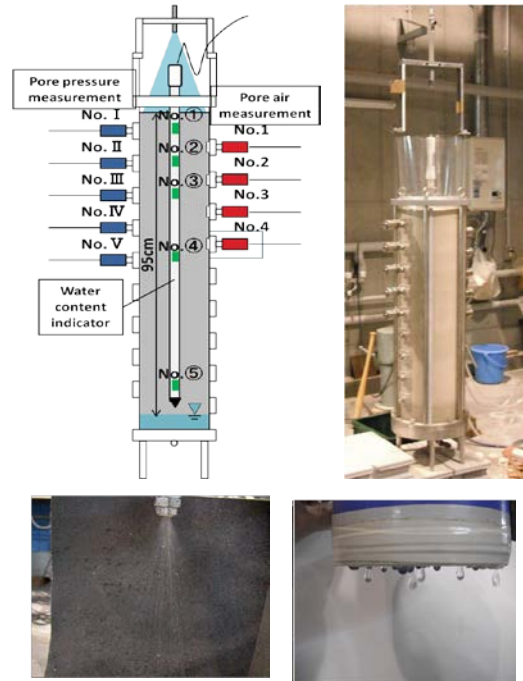 Pore pressure
measurement
Pore air
measurement
No. Ⅰ
No. Ⅱ
No. Ⅲ
No. Ⅳ
No. Ⅴ
No. ①
No. ②
No. ③
No. ④
No. ⑤
No.1
No.2
No.3
No.4
95cm
Water
content
indicator